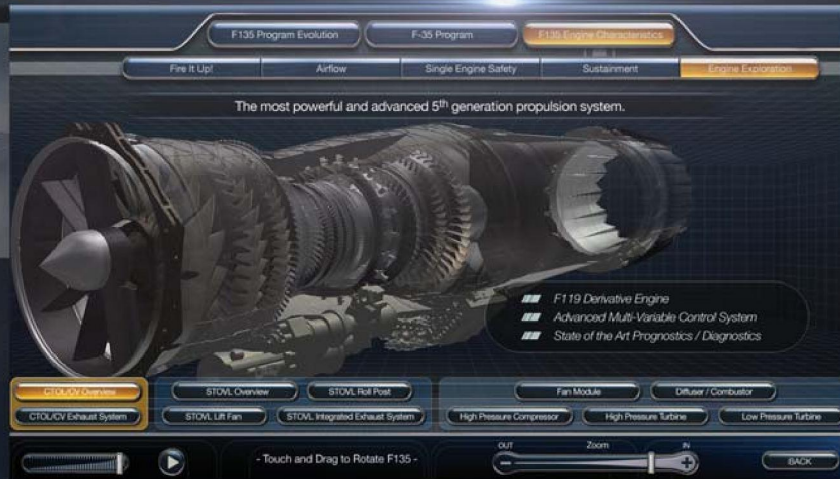 F135 Program Evolution
F-35 Program
F135 Engine Characteristics
Fire It Up!
Airflow
Single Engine Safety
Sustainment
Engine Exploration
The most powerful and advanced 5th generation propulsion system.
F119 Derivative Engine
Advanced Multi-Variable Control System
State of the Art Prognostics / Diagnostics
CTOL/CV Overview
STOVL Overview
STOVL Roll Post
Fan Module
Diffuser / Combustor
CTOL/CV Exhaust System
STOVL Lift Fan
STOVL Integrated Exhaust System
High Pressure Compressor
High Pressure Turbine
Low Pressure Turbine
- Touch and Drag to Rotate F135 -
OUT
Zoom
IN
BACK